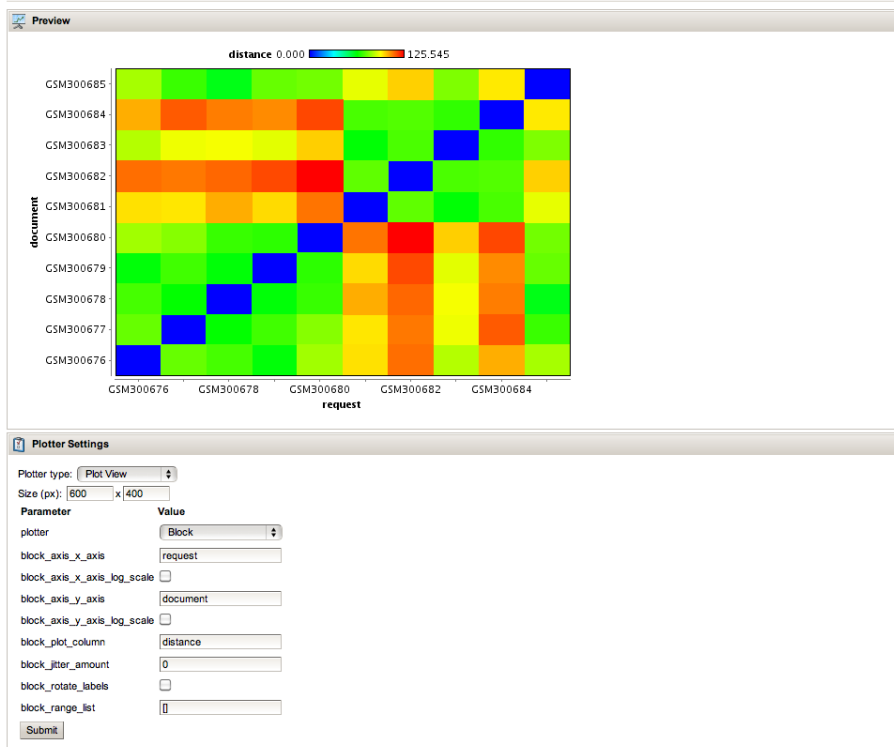 Preview
distance 0.000 125.545
GSM300685
GSM300684
GSM300683
GSM300682
GSM300681
GSM300680
GSM300679
GSM300678
GSM300677
GSM300676
document
GSM300676 GSM300678 GSM300680 GSM300682 GSM300684
request
Plotter Settings
Plotter type: Plot View
Size (px): 600 x 400
Parameter Value
plotter Block
block_axis_x_axis request
block_axis_x_axis_log_scale
block_axis_y_axis document
block_axis_y_axis_log_scale
block_plot_column distance
block_jitter_amount 0
block_rotate_labels
block_range_list []
Submit